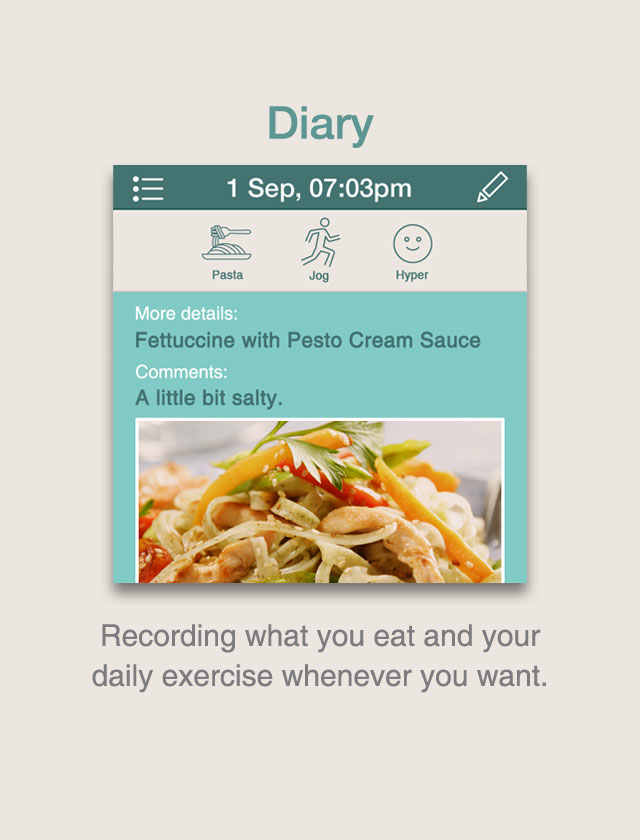 Diary
1 Sep, 07:03pm
Pasta
Jog
Hyper
More details:
Fettuccine with Pesto Cream Sauce
Comments:
A little bit salty.
Recording what you eat and your
daily exercise whenever you want.